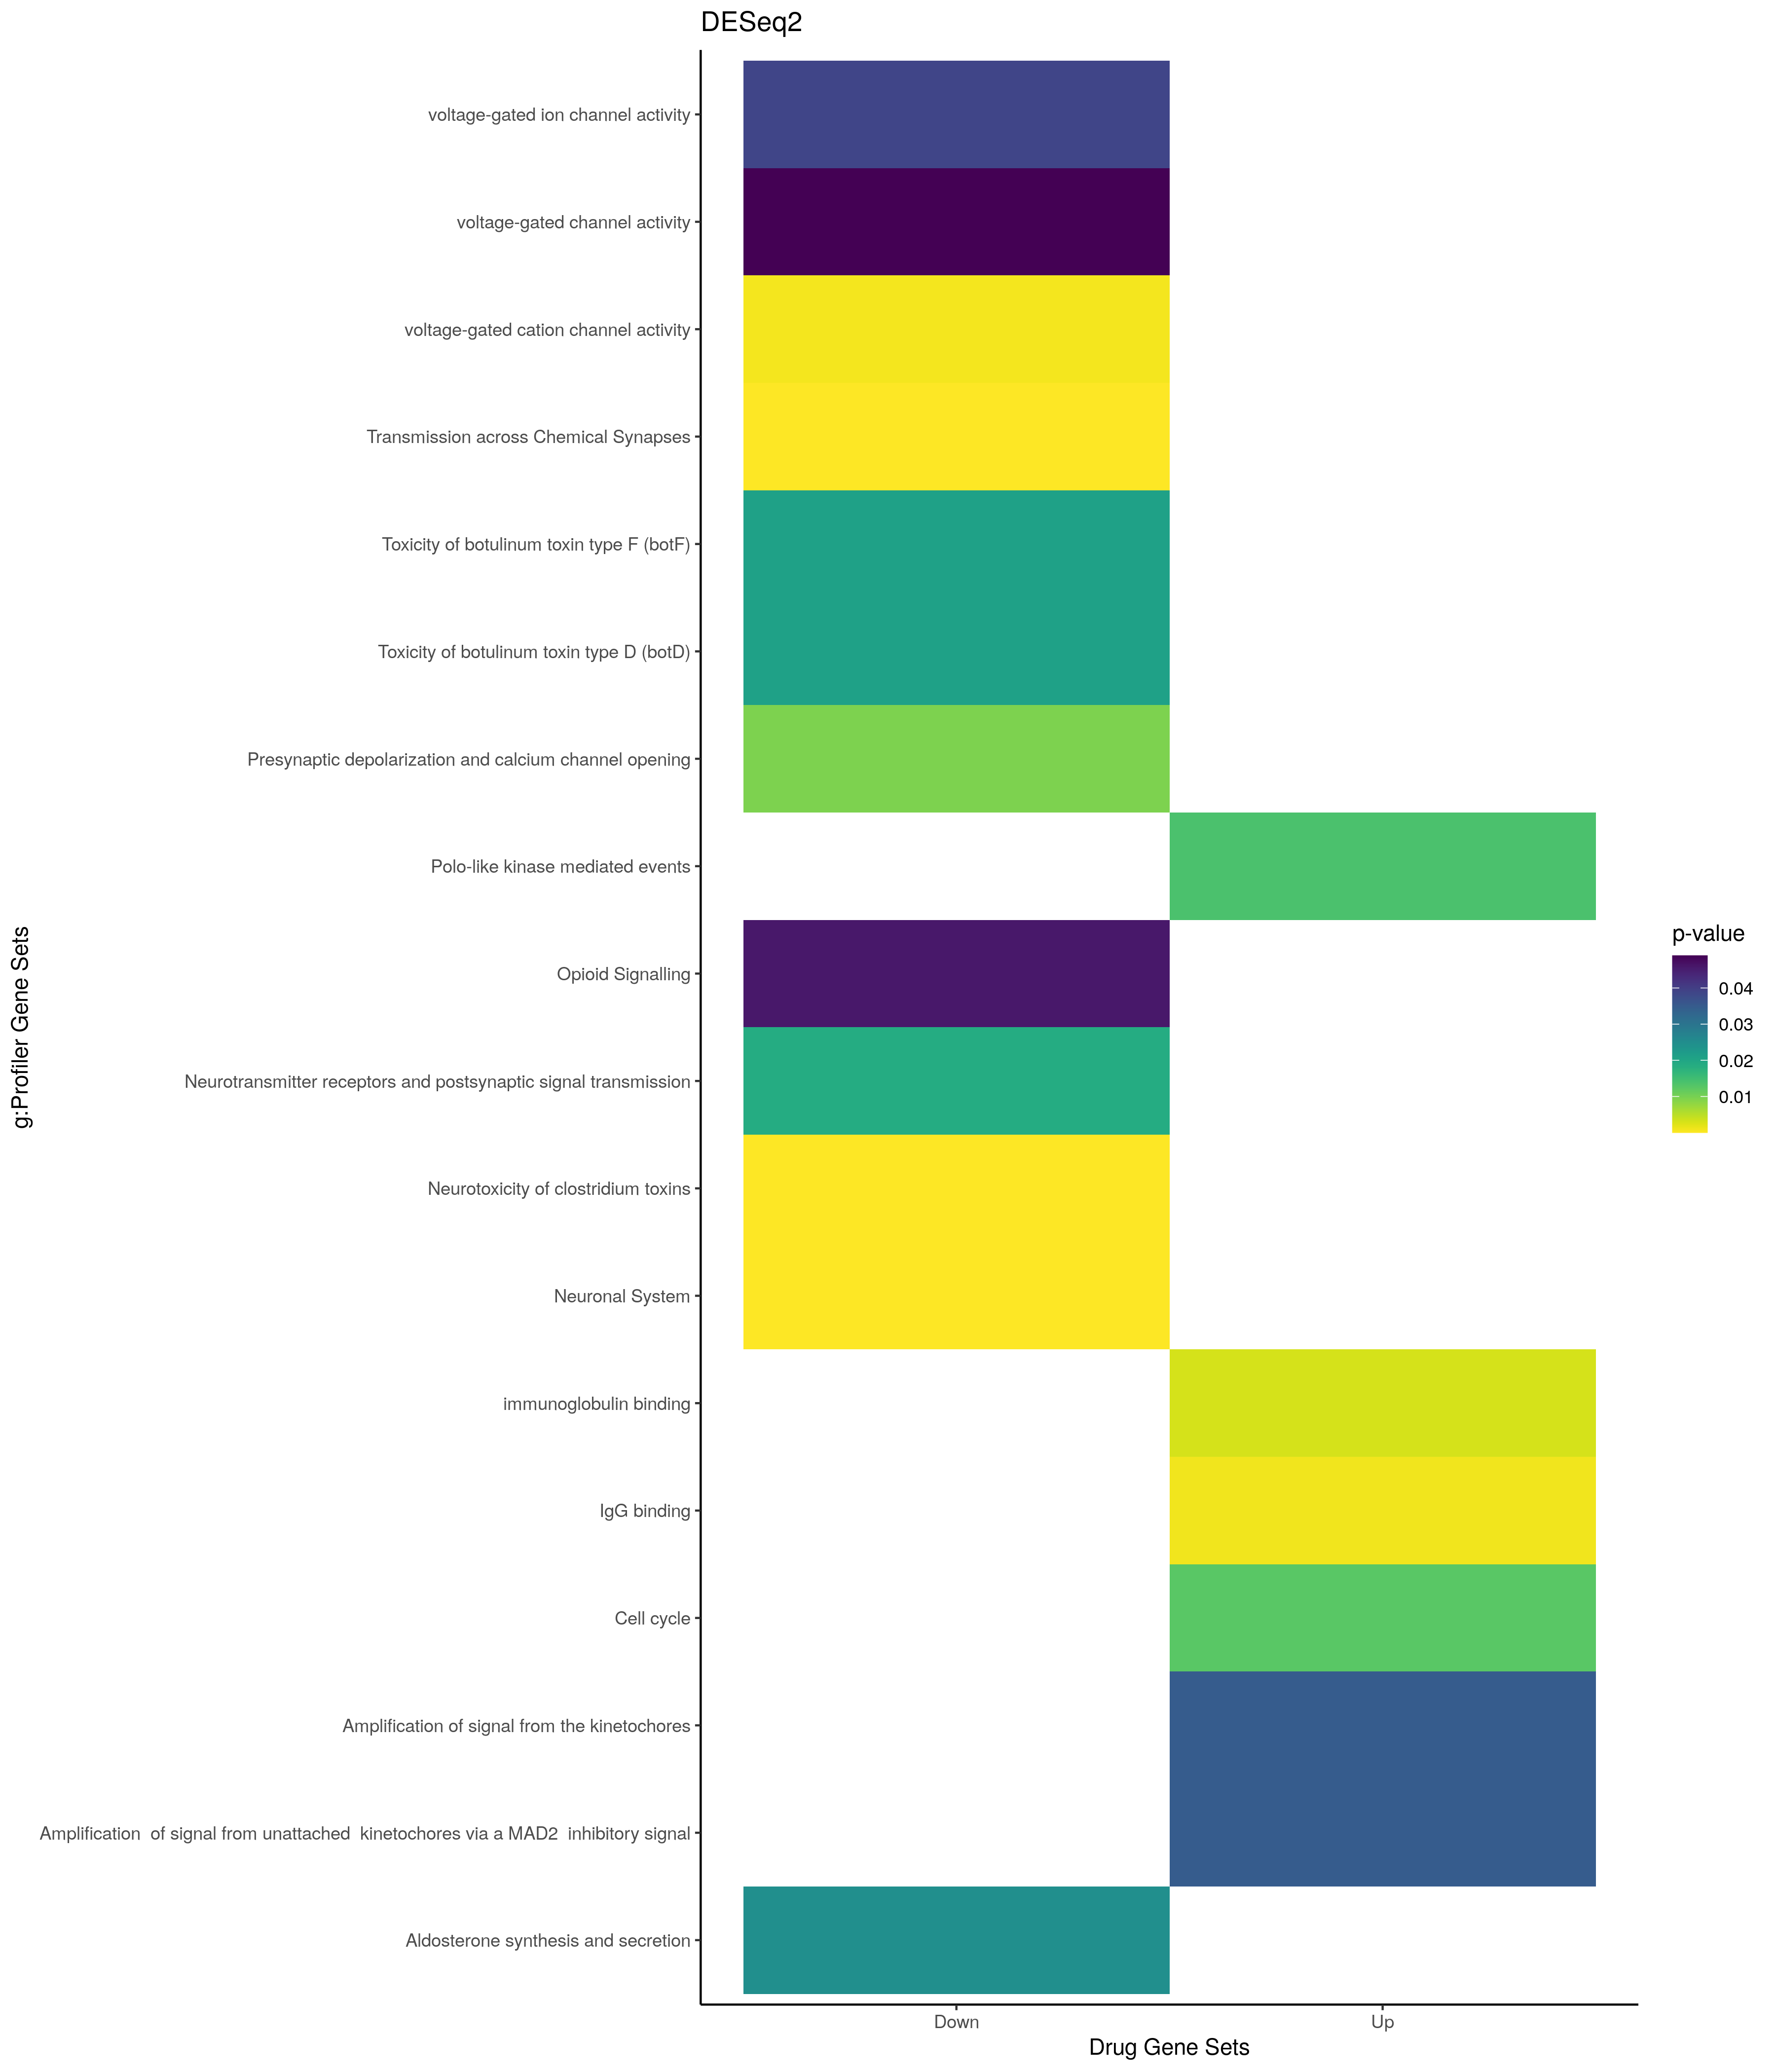 DESeq2
voltage-gated ion channel activity
voltage-gated channel activity
voltage-gated cation channel activity
Transmission across Chemical Synapses
Toxicity of botulinum toxin type F (botF)
Toxicity of botulinum toxin type D (botD)
Presynaptic depolarization and calcium channel opening
Polo-like kinase mediated events
Opioid Signalling
Neurotransmitter receptors and postsynaptic signal transmission
Neurotoxicity of clostridium toxins
Neuronal System
immunoglobulin binding
IgG binding
Cell cycle
Amplification of signal from the kinetochores
Amplification  of signal from unattached  kinetochores via a MAD2  inhibitory signal
Aldosterone synthesis and secretion
g:Profiler Gene Sets
Down
Up
Drug Gene Sets
p-value
0.04
0.03
0.02
0.01